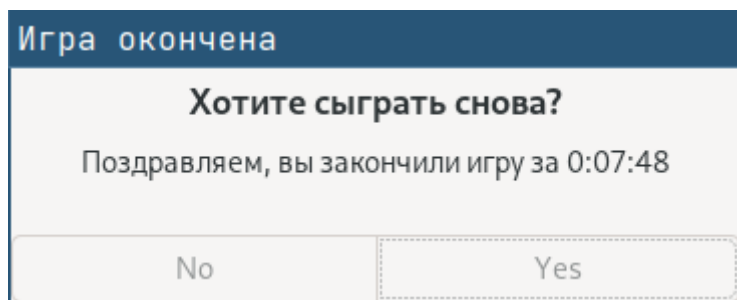 Игра окончена
Хотите сыграть снова?
Поздравляем, вы закончили игру за 0:07:48
No Yes